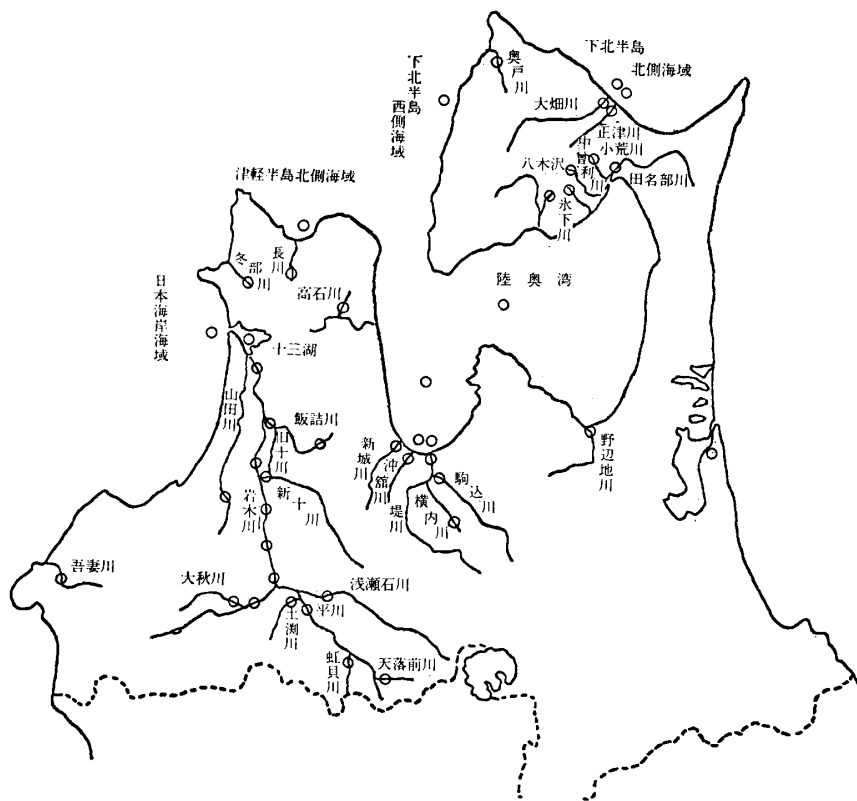 下北半島
北側海域
奥戸川
下北半島
西側海域
大畑川
正津川
小荒川
中曽利川
八木沢
田名部川
氷下川
津軽半島北側海域
長川
冬部川
陸奥湾
高石川
日本海岸海域
十三湖
山田川
飯詰川
旧十川
新城川
沖舘川
野辺地川
駒込川
横内川
堤川
新十川
岩木川
吾妻川
大秋川
浅瀬石川
平川
土渕川
虹貝川
天落前川